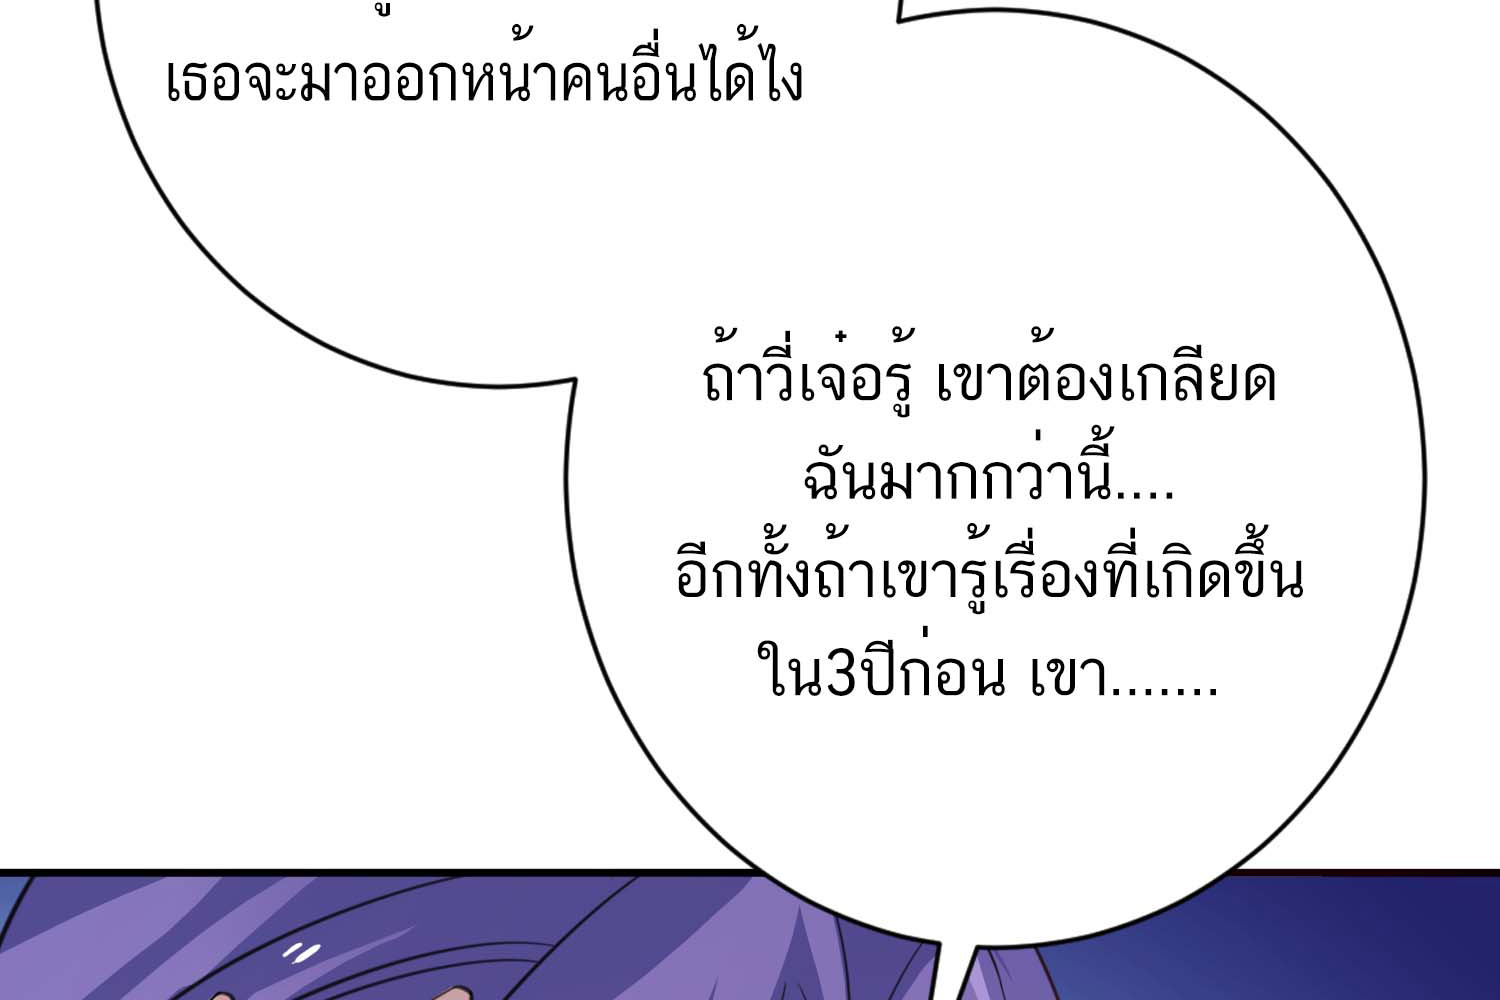 เธอจะมาออกหน้าคนอื่นได้ไง
ถ้าวี่เจ๋อรู้ เขาต้องเกลียด
ฉันมากกว่านี้....
อีกทั้งถ้าเขารู้เรื่องที่เกิดขึ้น
ใน3ปีก่อน เขา.......